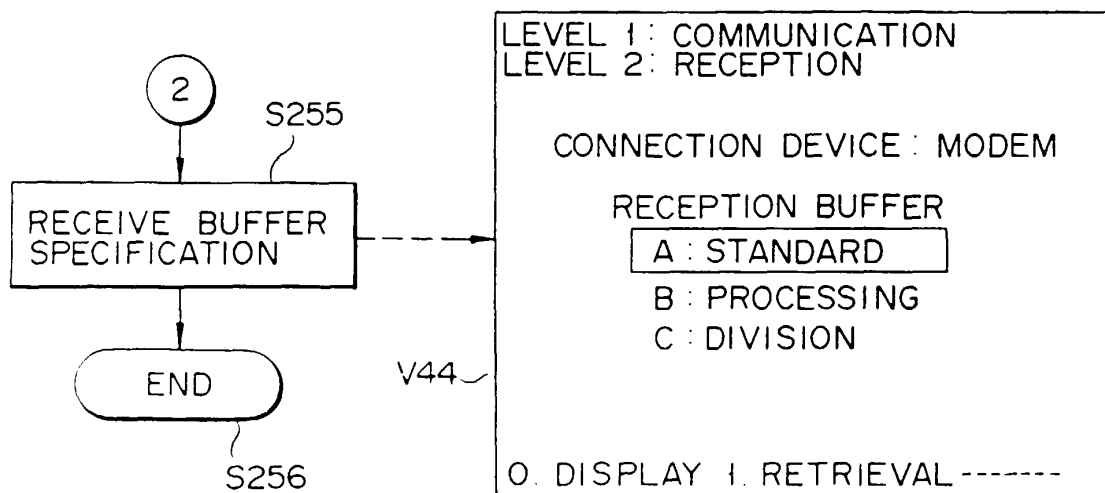 2
S255
RECEIVE BUFFER
SPECIFICATION
END
S256
V44
LEVEL 1 : COMMUNICATION
LEVEL 2 : RECEPTION
CONNECTION DEVICE : MODEM
RECEPTION BUFFER
A : STANDARD
B : PROCESSING
C : DIVISION
0. DISPLAY 1. RETRIEVAL -------